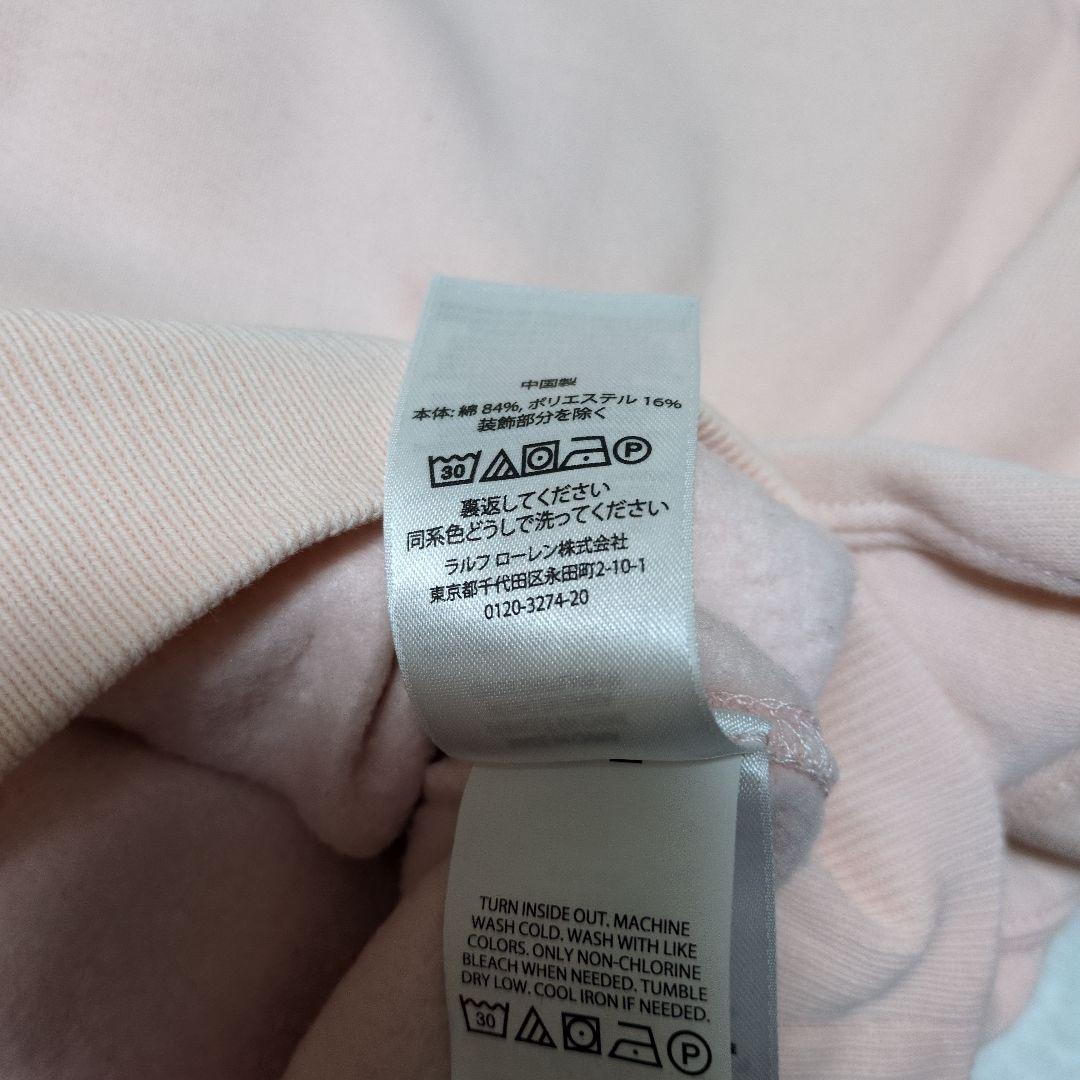 中国製
本体: 綿 84%, ポリエステル 16%
装飾部分を除く
30 P
裏返してください
同系色どうしで洗ってください
ラルフ ローレン株式会社
東京都千代田区永田町2-10-1
0120-3274-20
TURN INSIDE OUT. MACHINE
WASH COLD. WASH WITH LIKE
COLORS. ONLY NON-CHLORINE
BLEACH WHEN NEEDED. TUMBLE
DRY LOW. COOL IRON IF NEEDED.
30 P